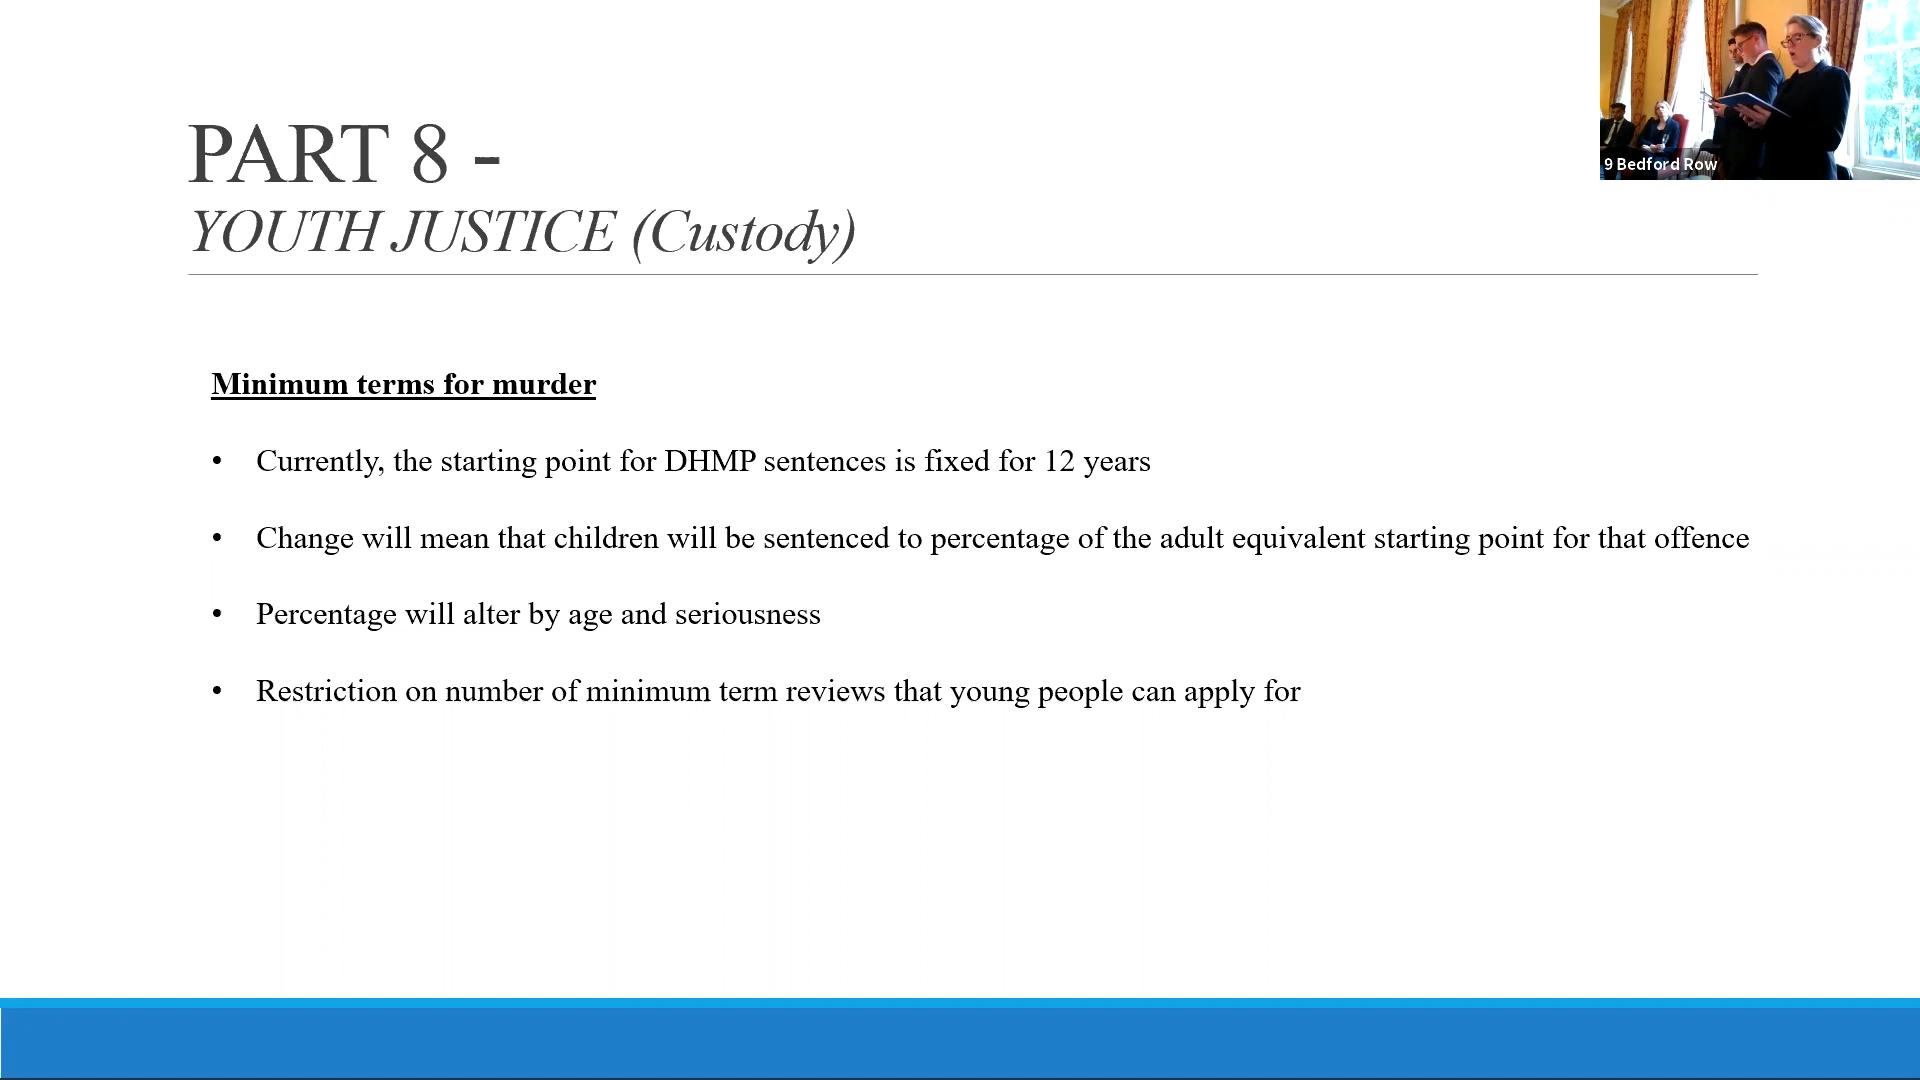 9 Bedford Row
PART 8 -
YOUTH JUSTICE (Custody)
Minimum terms for murder
• Currently, the starting point for DHMP sentences is fixed for 12 years
• Change will mean that children will be sentenced to percentage of the adult equivalent starting point for that offence
• Percentage will alter by age and seriousness
• Restriction on number of minimum term reviews that young people can apply for